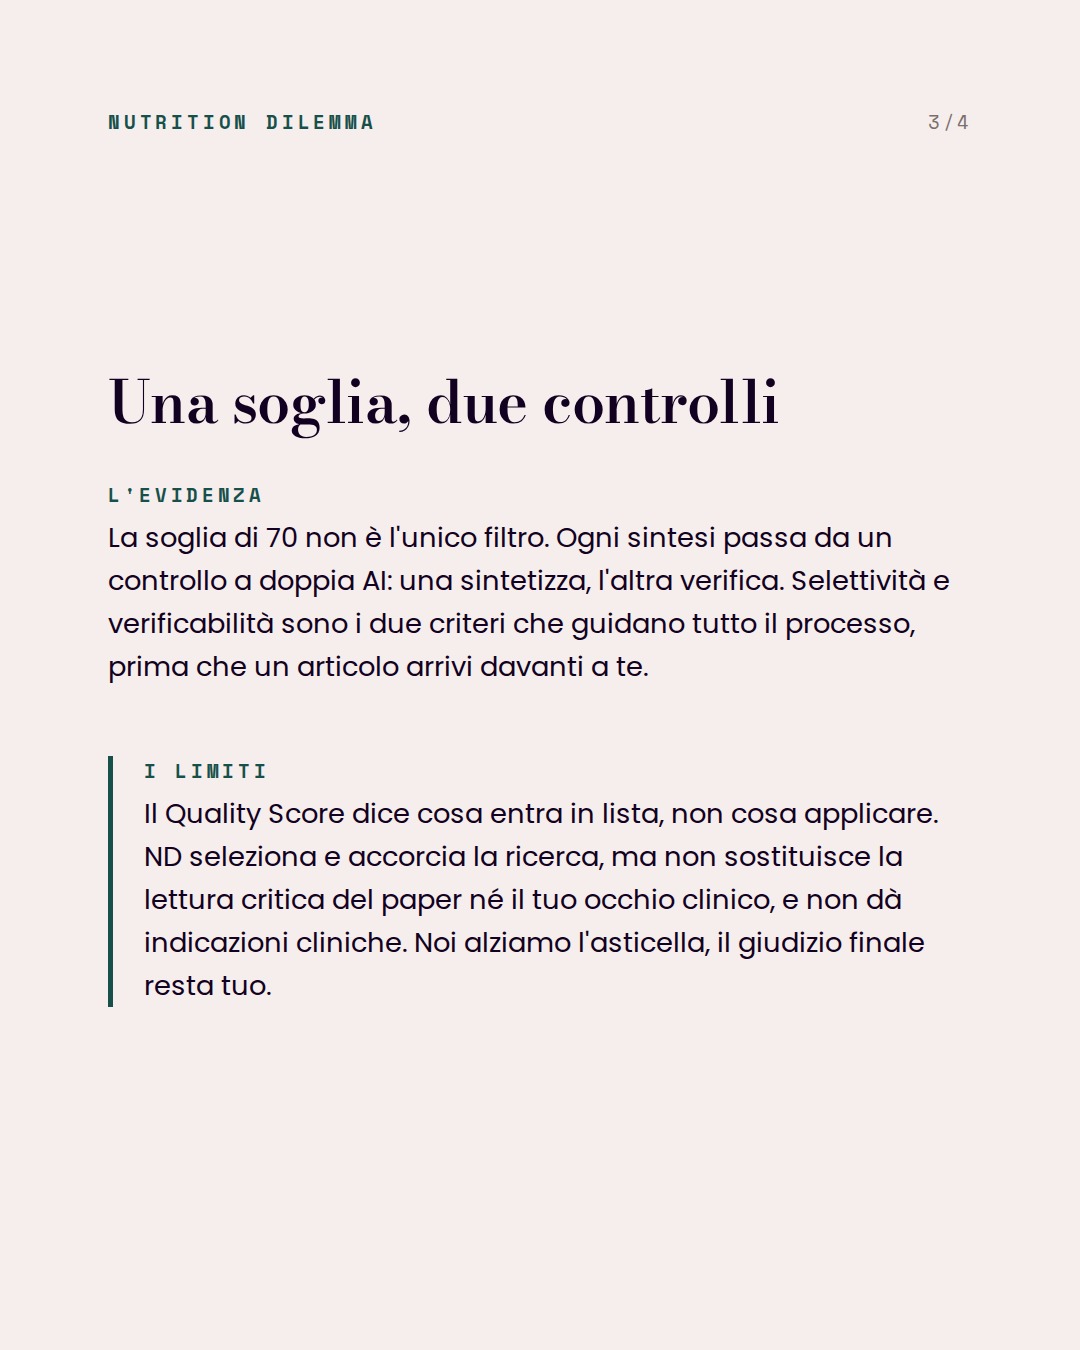 NUTRITION DILEMMA
3/4
Una soglia, due controlli
L'EVIDENZA
La soglia di 70 non è l'unico filtro. Ogni sintesi passa da un
controllo a doppia AI: una sintetizza, l'altra verifica. Selettività e
verificabilità sono i due criteri che guidano tutto il processo,
prima che un articolo arrivi davanti a te.
I LIMITI
Il Quality Score dice cosa entra in lista, non cosa applicare.
ND seleziona e accorcia la ricerca, ma non sostituisce la
lettura critica del paper né il tuo occhio clinico, e non dà
indicazioni cliniche. Noi alziamo l'asticella, il giudizio finale
resta tuo.